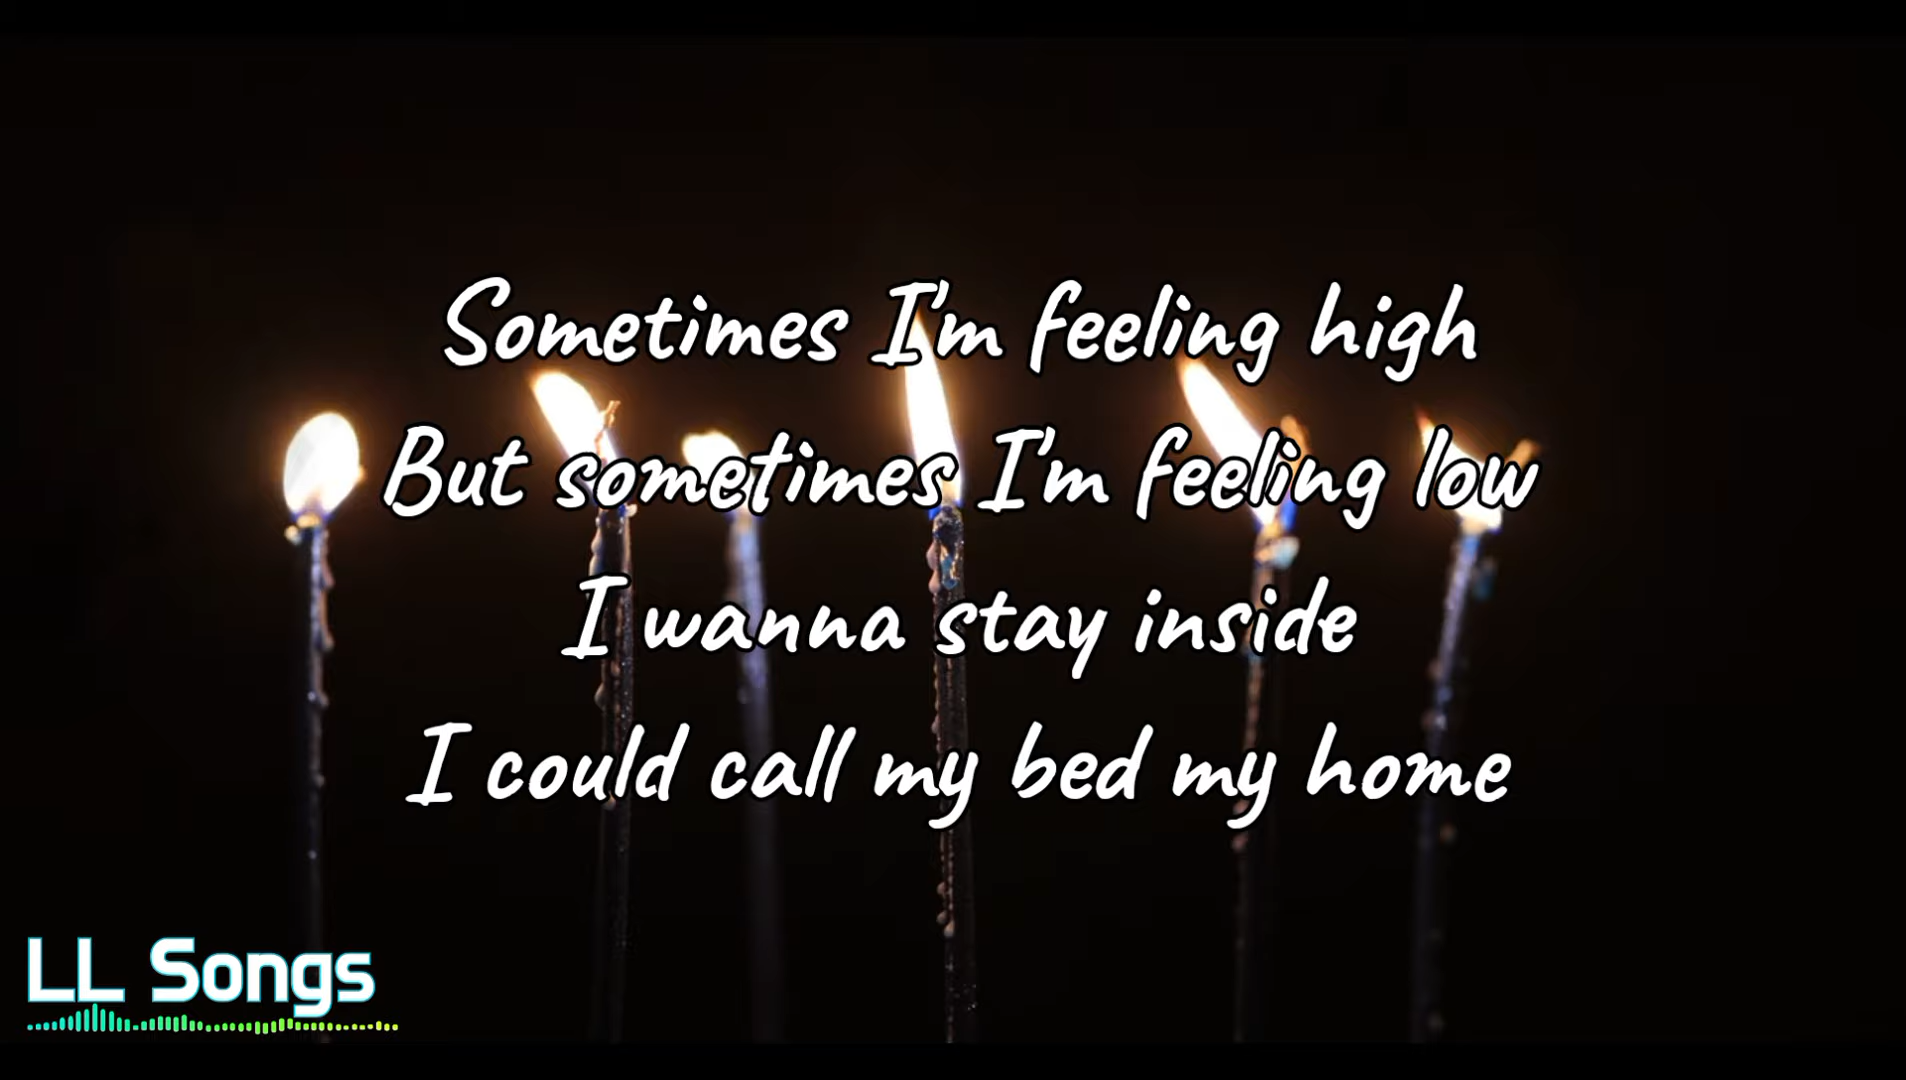 Sometimes I'm feeling high
But sometimes I'm feeling low
I wanna stay inside
I could call my bed my home
LL Songs